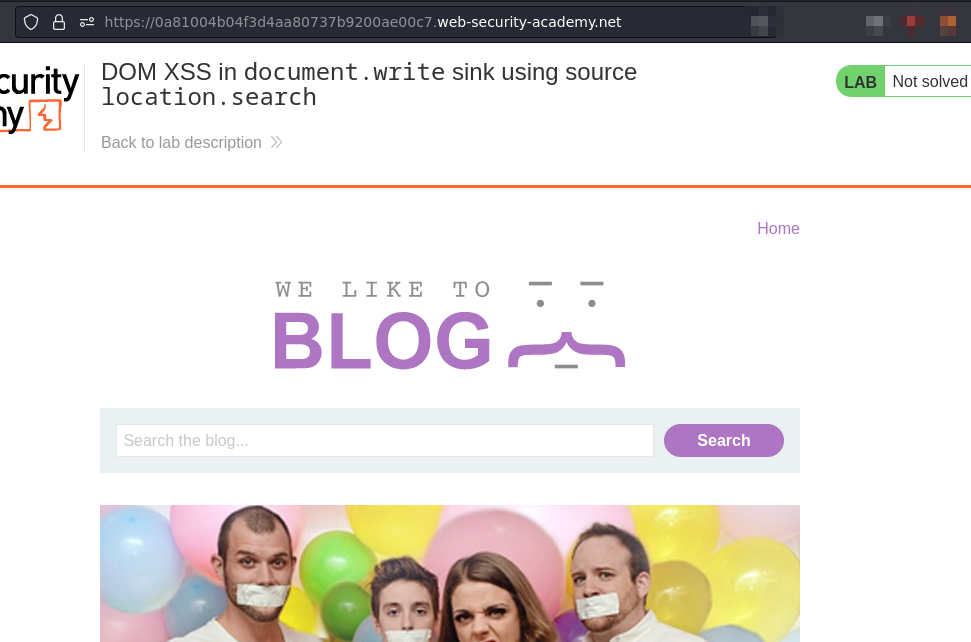 https://0a81004b04f3d4aa80737b9200ae00c7.web-security-academy.net
curity
ny
DOM XSS in document.write sink using source
location.search
LAB Not solved
Back to lab description
Home
WE LIKE TO
BLOG
Search the blog...
Search